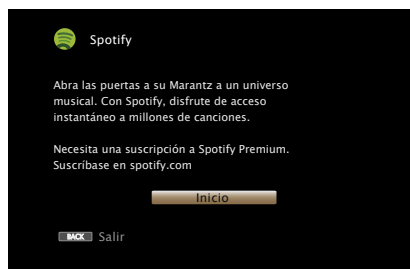 Spotify
Abra las puertas a su Marantz a un universo
musical. Con Spotify, disfrute de acceso
instantáneo a millones de canciones.
Necesita una suscripción a Spotify Premium.
Suscríbase en spotify.com
Inicio
BACK Salir